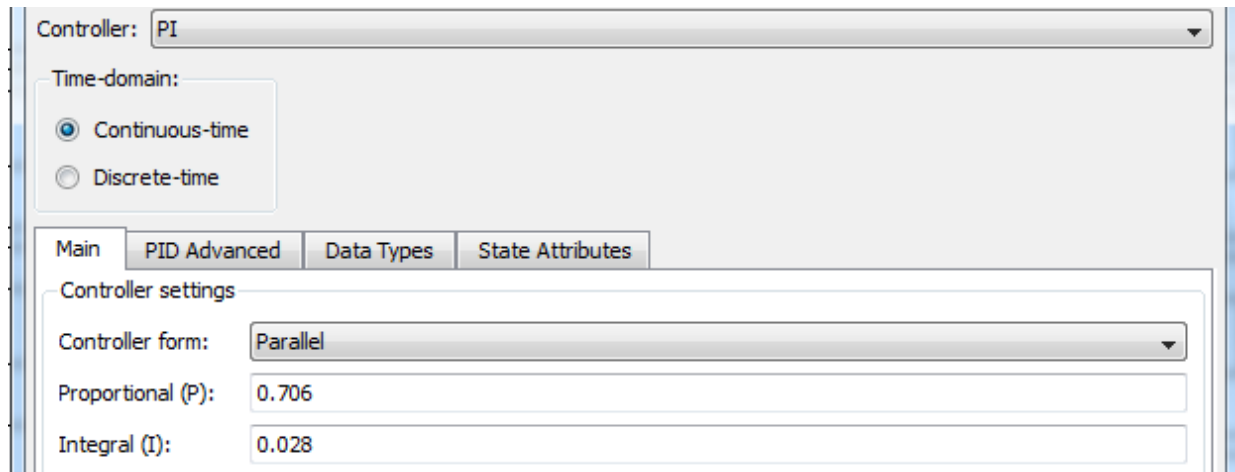 Controller: PI
Time-domain:
Continuous-time
Discrete-time
Main PID Advanced Data Types State Attributes
Controller settings
Controller form: Parallel
Proportional (P): 0.706
Integral (I): 0.028